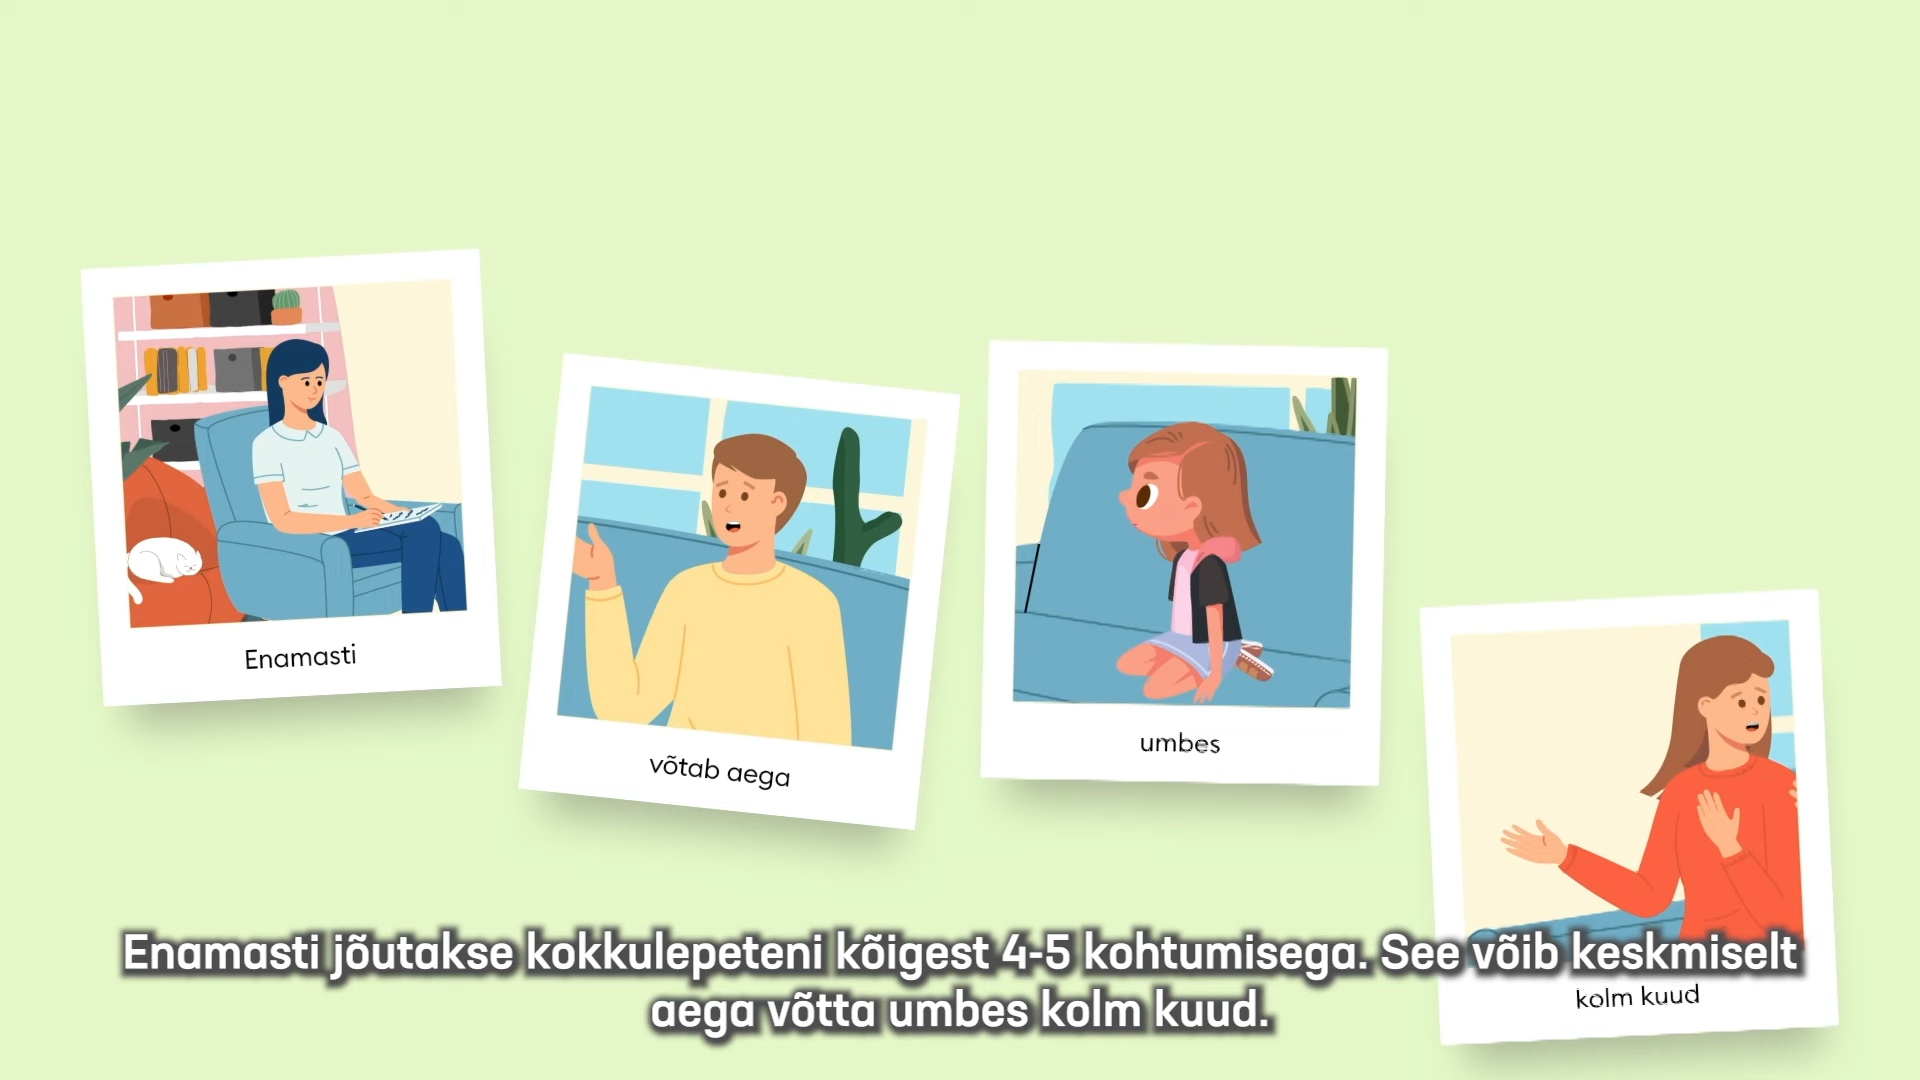 Enamasti
võtab aega
umbes
kolm kuud
Enamasti jõutakse kokkulepeteni kõigest 4-5 kohtumisega. See võib keskmiselt
aega võtta umbes kolm kuud.